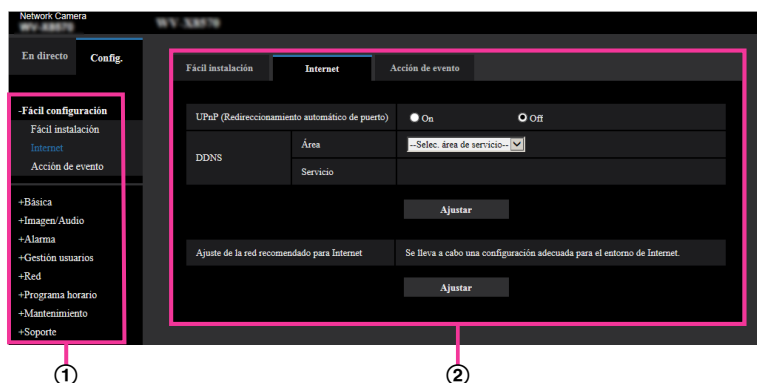 Network Camera
En directo Config.
-Fácil configuración
Fácil instalación
Internet
Acción de evento
+Básica
+Imagen/Audio
+Alarma
+Gestión usuarios
+Red
+Programa horario
+Mantenimiento
+Soporte
Fácil instalación Internet Acción de evento
UPnP (Redireccionamiento automático de puerto) On Off
DDNS Área --Selec. área de servicio--
Servicio
Ajustar
Ajuste de la red recomendado para Internet Se lleva a cabo una configuración adecuada para el entorno de Internet.
Ajustar
① ②